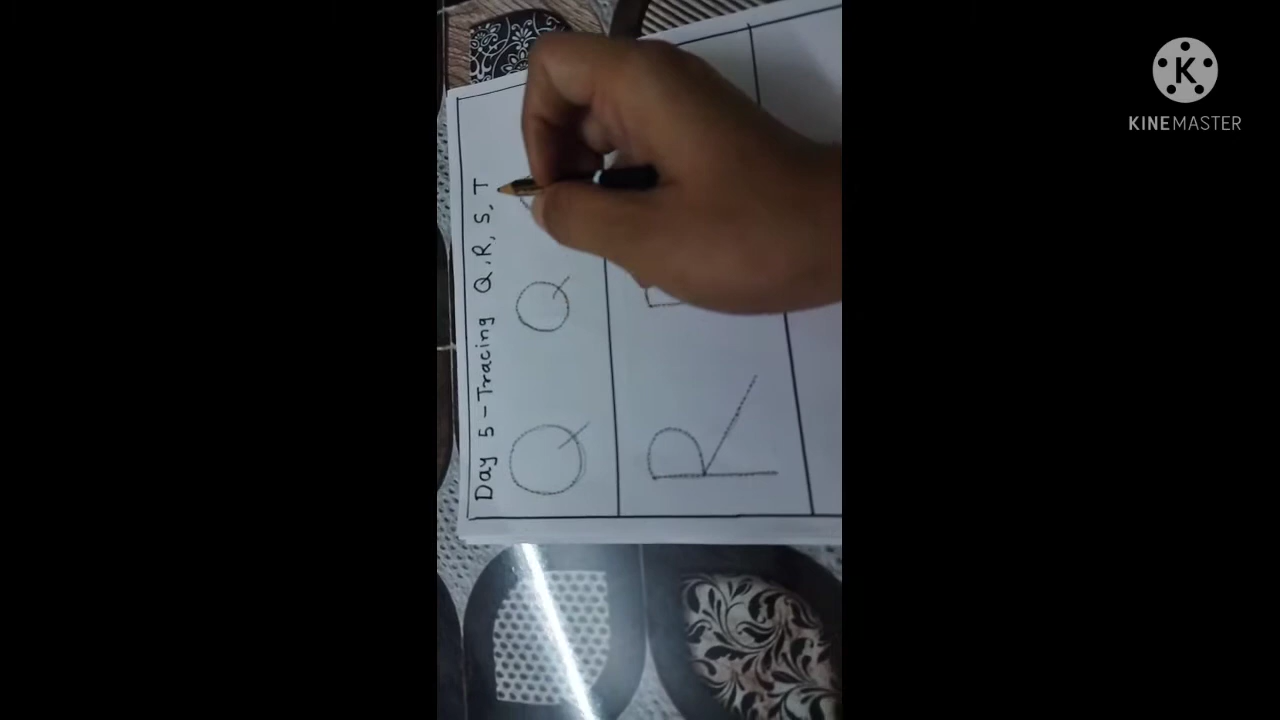 Day 5 - Tracing Q, R, S, T
Q Q
R
KINEMASTER